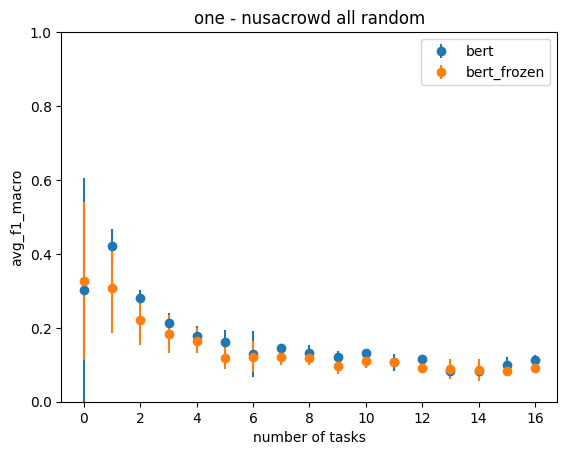 one - nusacrowd all random
bert
bert_frozen
avg_f1_macro
1.0
0.8
0.6
0.4
0.2
0.0
0 2 4 6 8 10 12 14 16
number of tasks